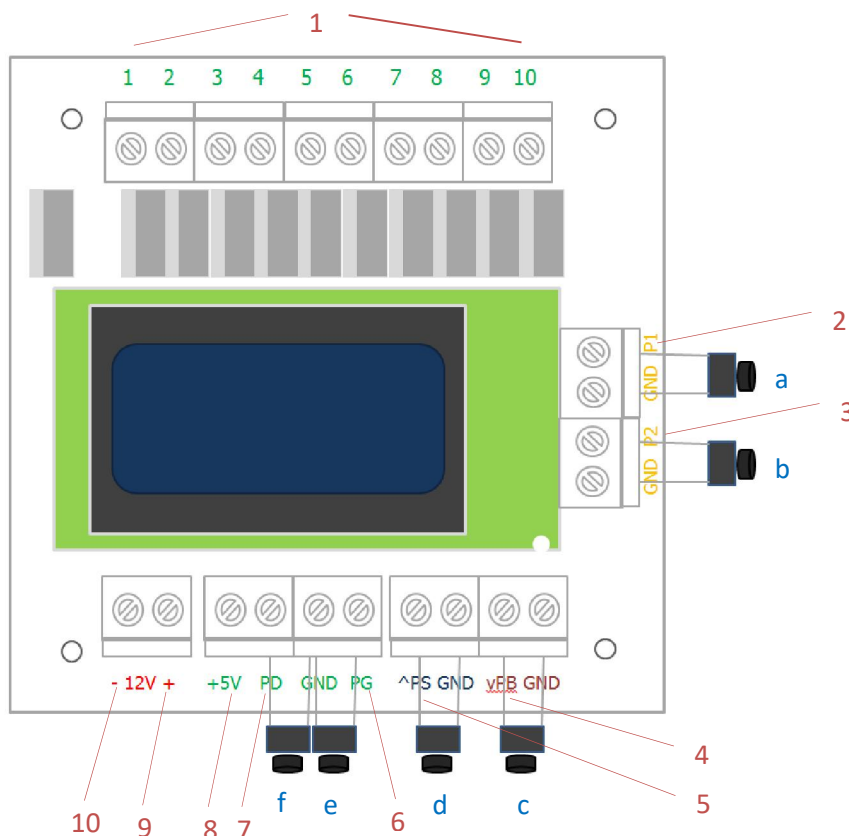 1
1 2 3 4 5 6 7 8 9 10
2
P1
GND
a
3
P2
GND
b
- 12V + +5V PD GND PG ^PS GND vPB GND
4
5
f e d c
10 9 8 7 6